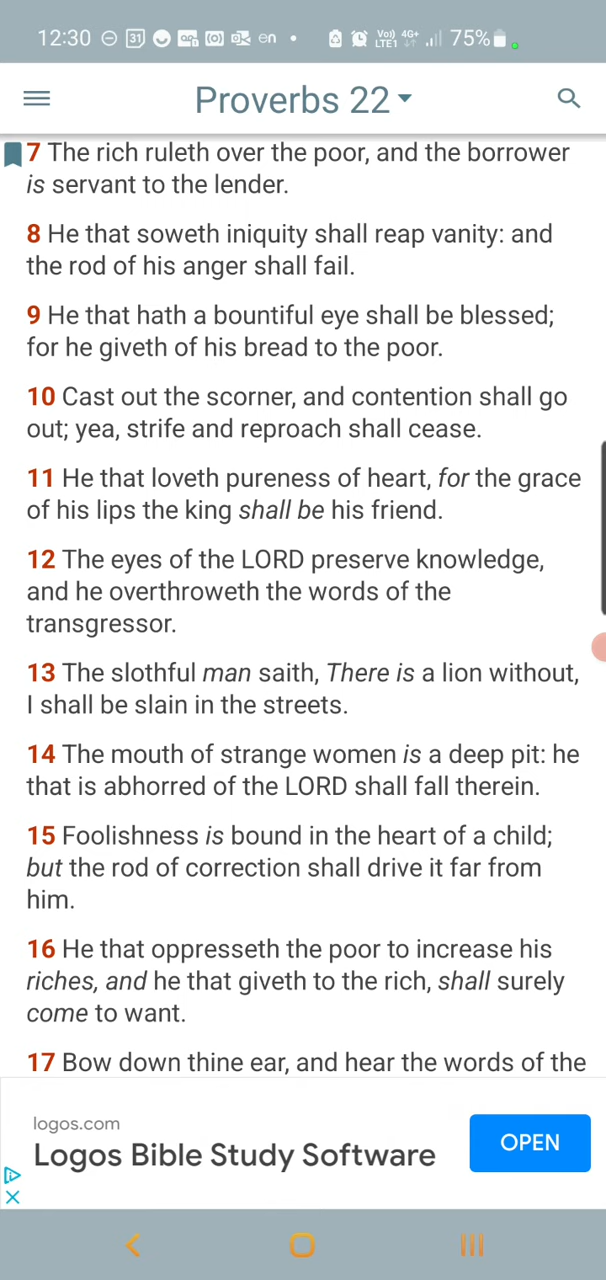 12:30 31 en Vo)) LTE1 4G+ 75%
Proverbs 22
7 The rich ruleth over the poor, and the borrower
is servant to the lender.
8 He that soweth iniquity shall reap vanity: and
the rod of his anger shall fail.
9 He that hath a bountiful eye shall be blessed;
for he giveth of his bread to the poor.
10 Cast out the scorner, and contention shall go
out; yea, strife and reproach shall cease.
11 He that loveth pureness of heart, for the grace
of his lips the king shall be his friend.
12 The eyes of the LORD preserve knowledge,
and he overthroweth the words of the
transgressor.
13 The slothful man saith, There is a lion without,
I shall be slain in the streets.
14 The mouth of strange women is a deep pit: he
that is abhorred of the LORD shall fall therein.
15 Foolishness is bound in the heart of a child;
but the rod of correction shall drive it far from
him.
16 He that oppresseth the poor to increase his
riches, and he that giveth to the rich, shall surely
come to want.
17 Bow down thine ear, and hear the words of the
logos.com
Logos Bible Study Software
OPEN